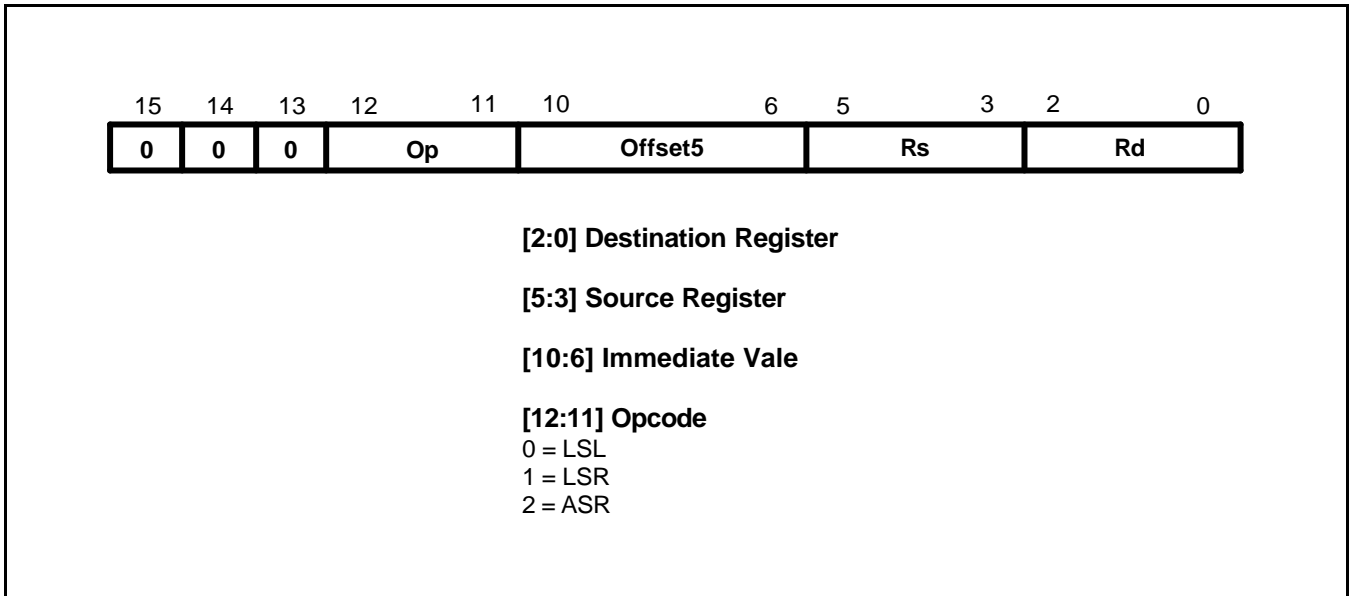 15 14 13 12 11 10 6 5 3 2 0
0 0 0 Op Offset5 Rs Rd
[2:0] Destination Register
[5:3] Source Register
[10:6] Immediate Vale
[12:11] Opcode
0 = LSL
1 = LSR
2 = ASR